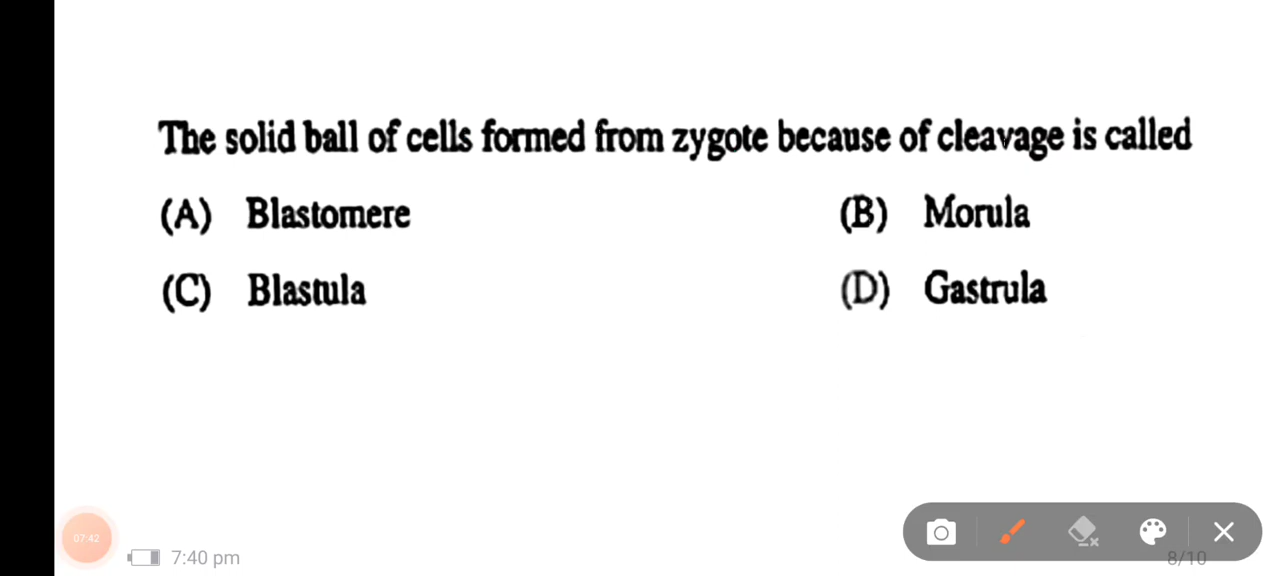 The solid ball of cells formed from zygote because of cleavage is called
(A) Blastomere (B) Morula
(C) Blastula (D) Gastrula
07:42
7:40 pm
8/10